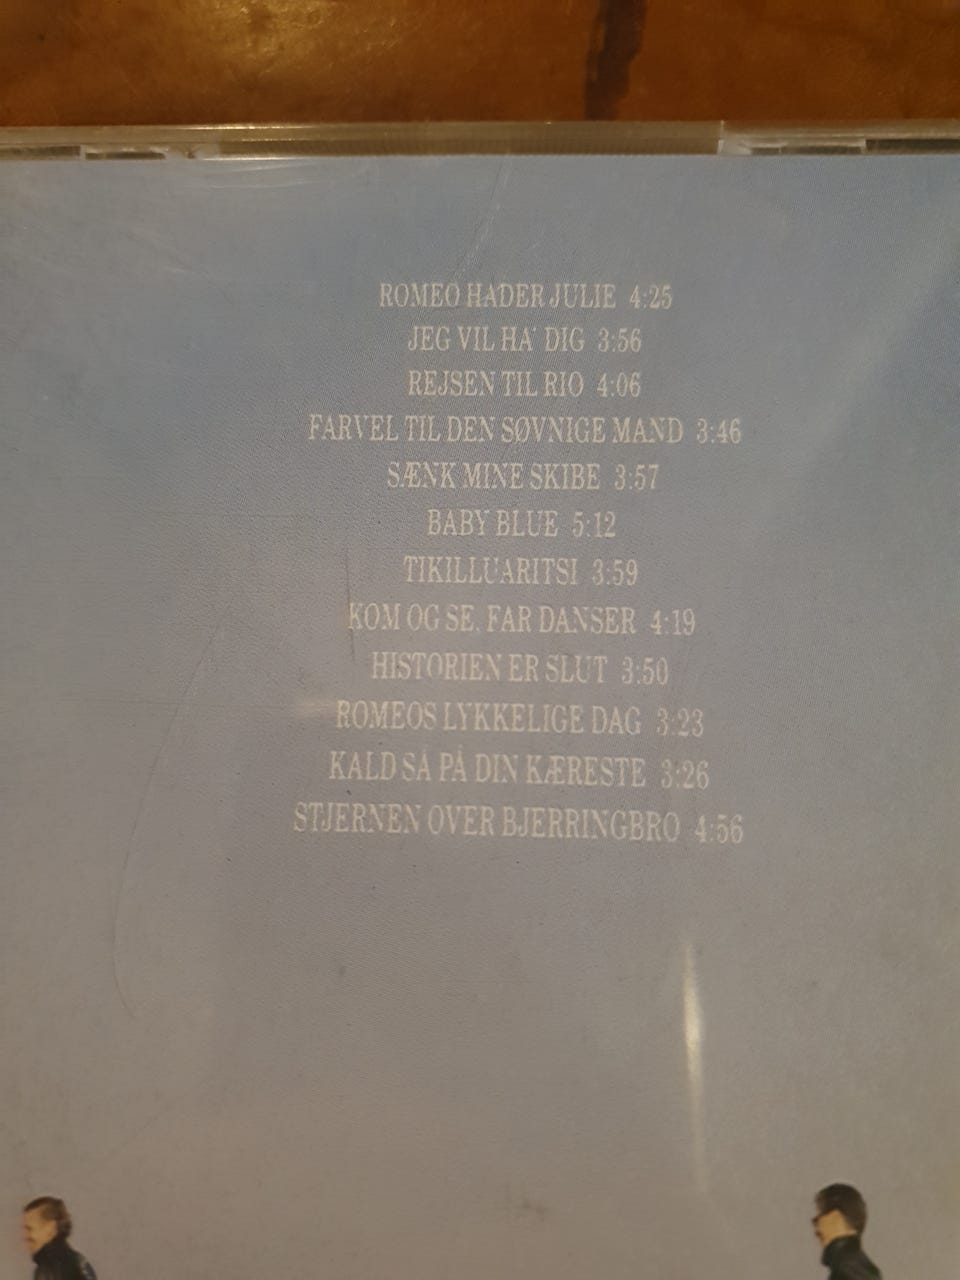 ROMEO HADER JULIE 4:25
JEG VIL HA' DIG 3:56
REJSEN TIL RIO 4:06
FARVEL TIL DEN SØVNIGE MAND 3:46
SÆNK MINE SKIBE 3:57
BABY BLUE 5:12
TIKILLUARITSI 3:59
KOM OG SE, FAR DANSER 4:19
HISTORIEN ER SLUT 3:50
ROMEOS LYKKELIGE DAG 3:23
KALD SÅ PÅ DIN KÆRESTE 3:26
STJERNEN OVER BJERRINGBRO 4:56